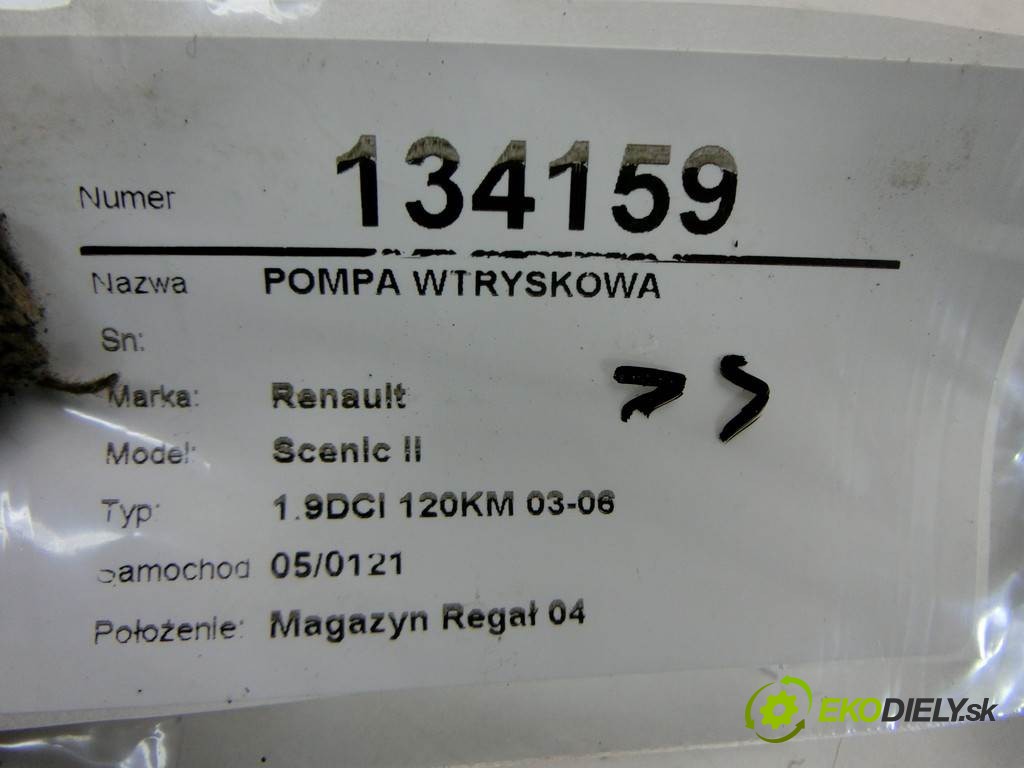 Numer 134159
Nazwa POMPA WTRYSKOWA
Sn:
Marka: Renault
Model: Scenic II
Typ: 1.9DCI 120KM 03-06
Samochod 05/0121
Położenie: Magazyn Regał 04
EKODIELY.sk